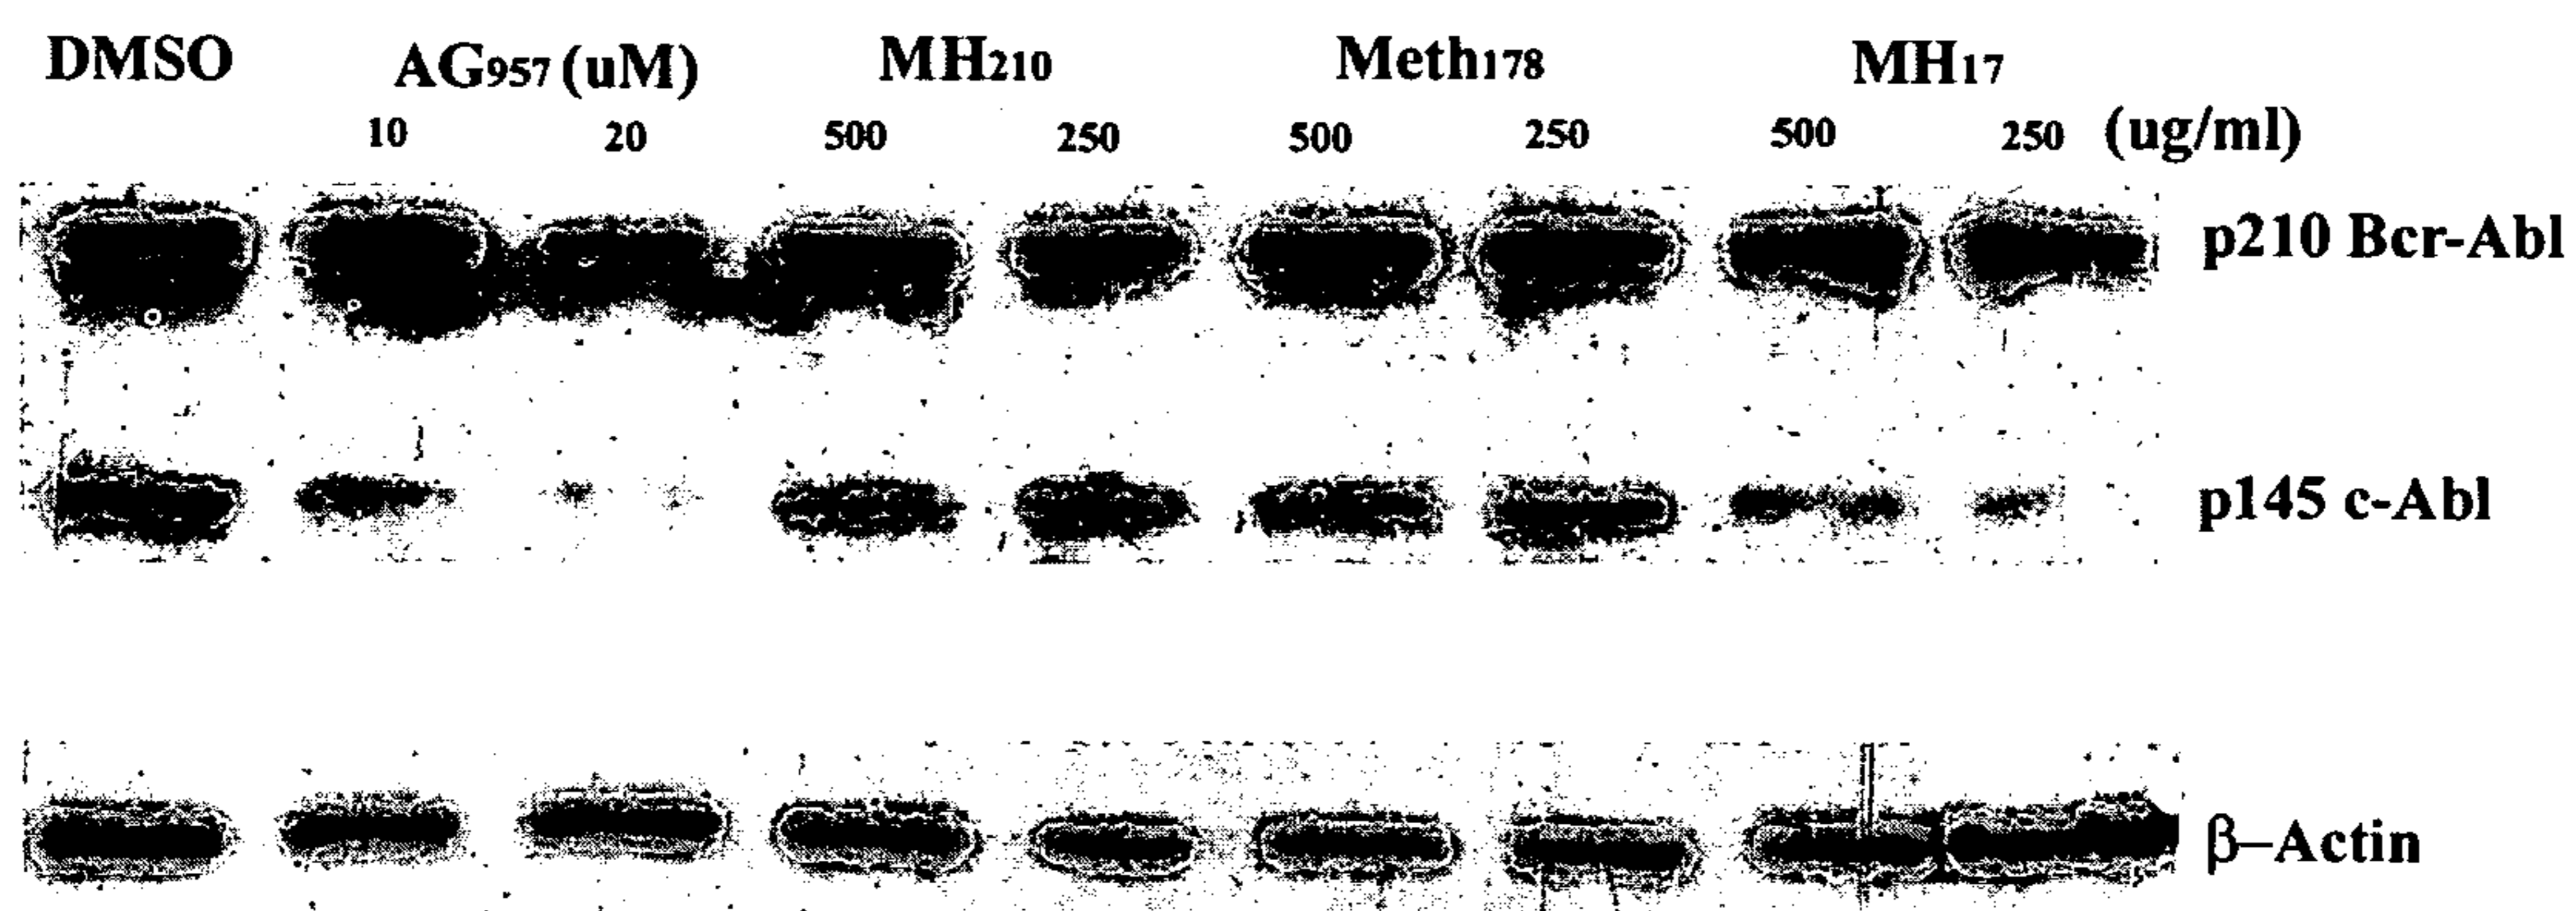 DMSO AG957 (uM) MH210 Meth178 MH17
10 20 500 250 500 250 500 250 (ug/ml)
p210 Bcr-Abl
p145 c-Abl
β–Actin